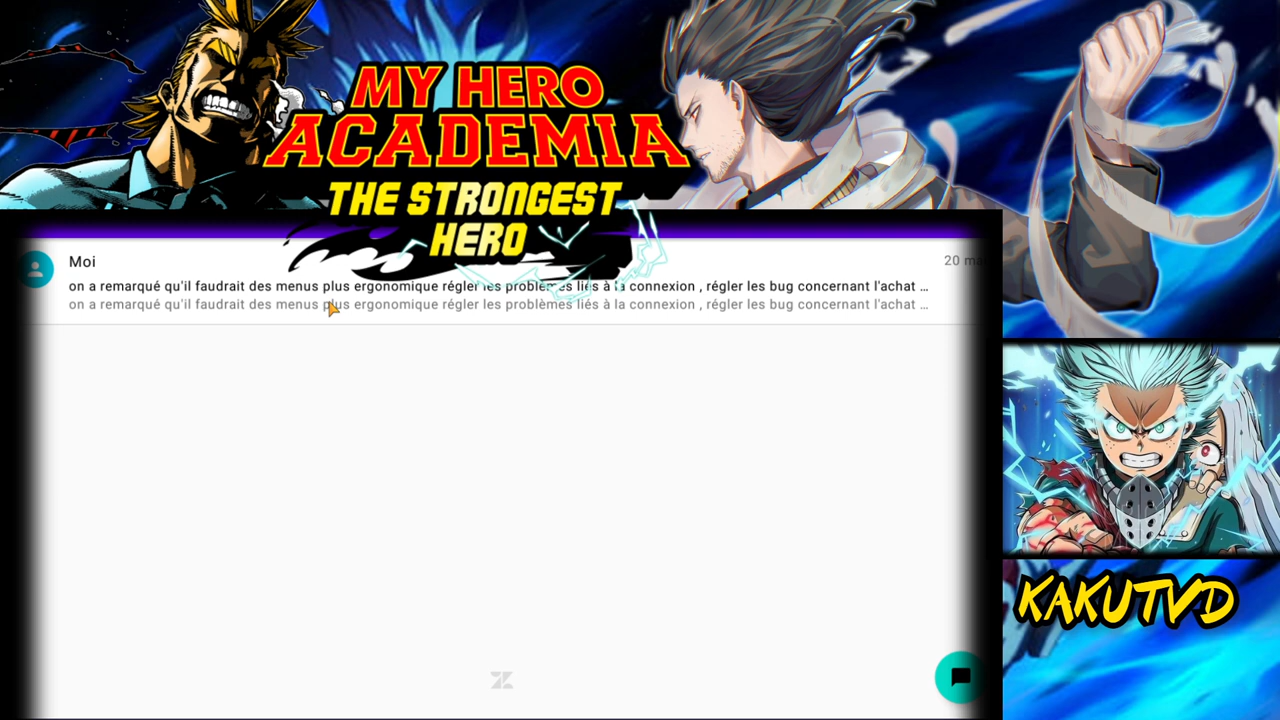 MY HERO
ACADEMIA
THE STRONGEST
HERO
Moi
20 ma
on a remarqué qu'il faudrait des menus plus ergonomique régler les problèmes liés à la connexion , régler les bug concernant l'achat ...
on a remarqué qu'il faudrait des menus plus ergonomique régler les problèmes liés à la connexion , régler les bug concernant l'achat ...
KAKUTVD